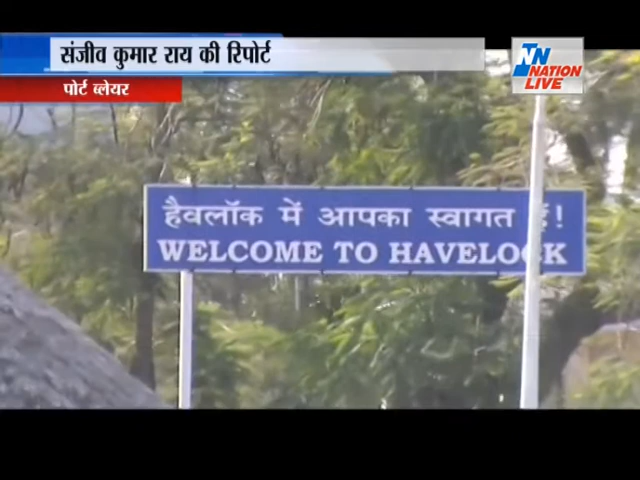 संजीव कुमार राय की रिपोर्ट
पोर्ट ब्लेयर
NN
NATION
LIVE
हैवलॉक में आपका स्वागत !
WELCOME TO HAVELOCK